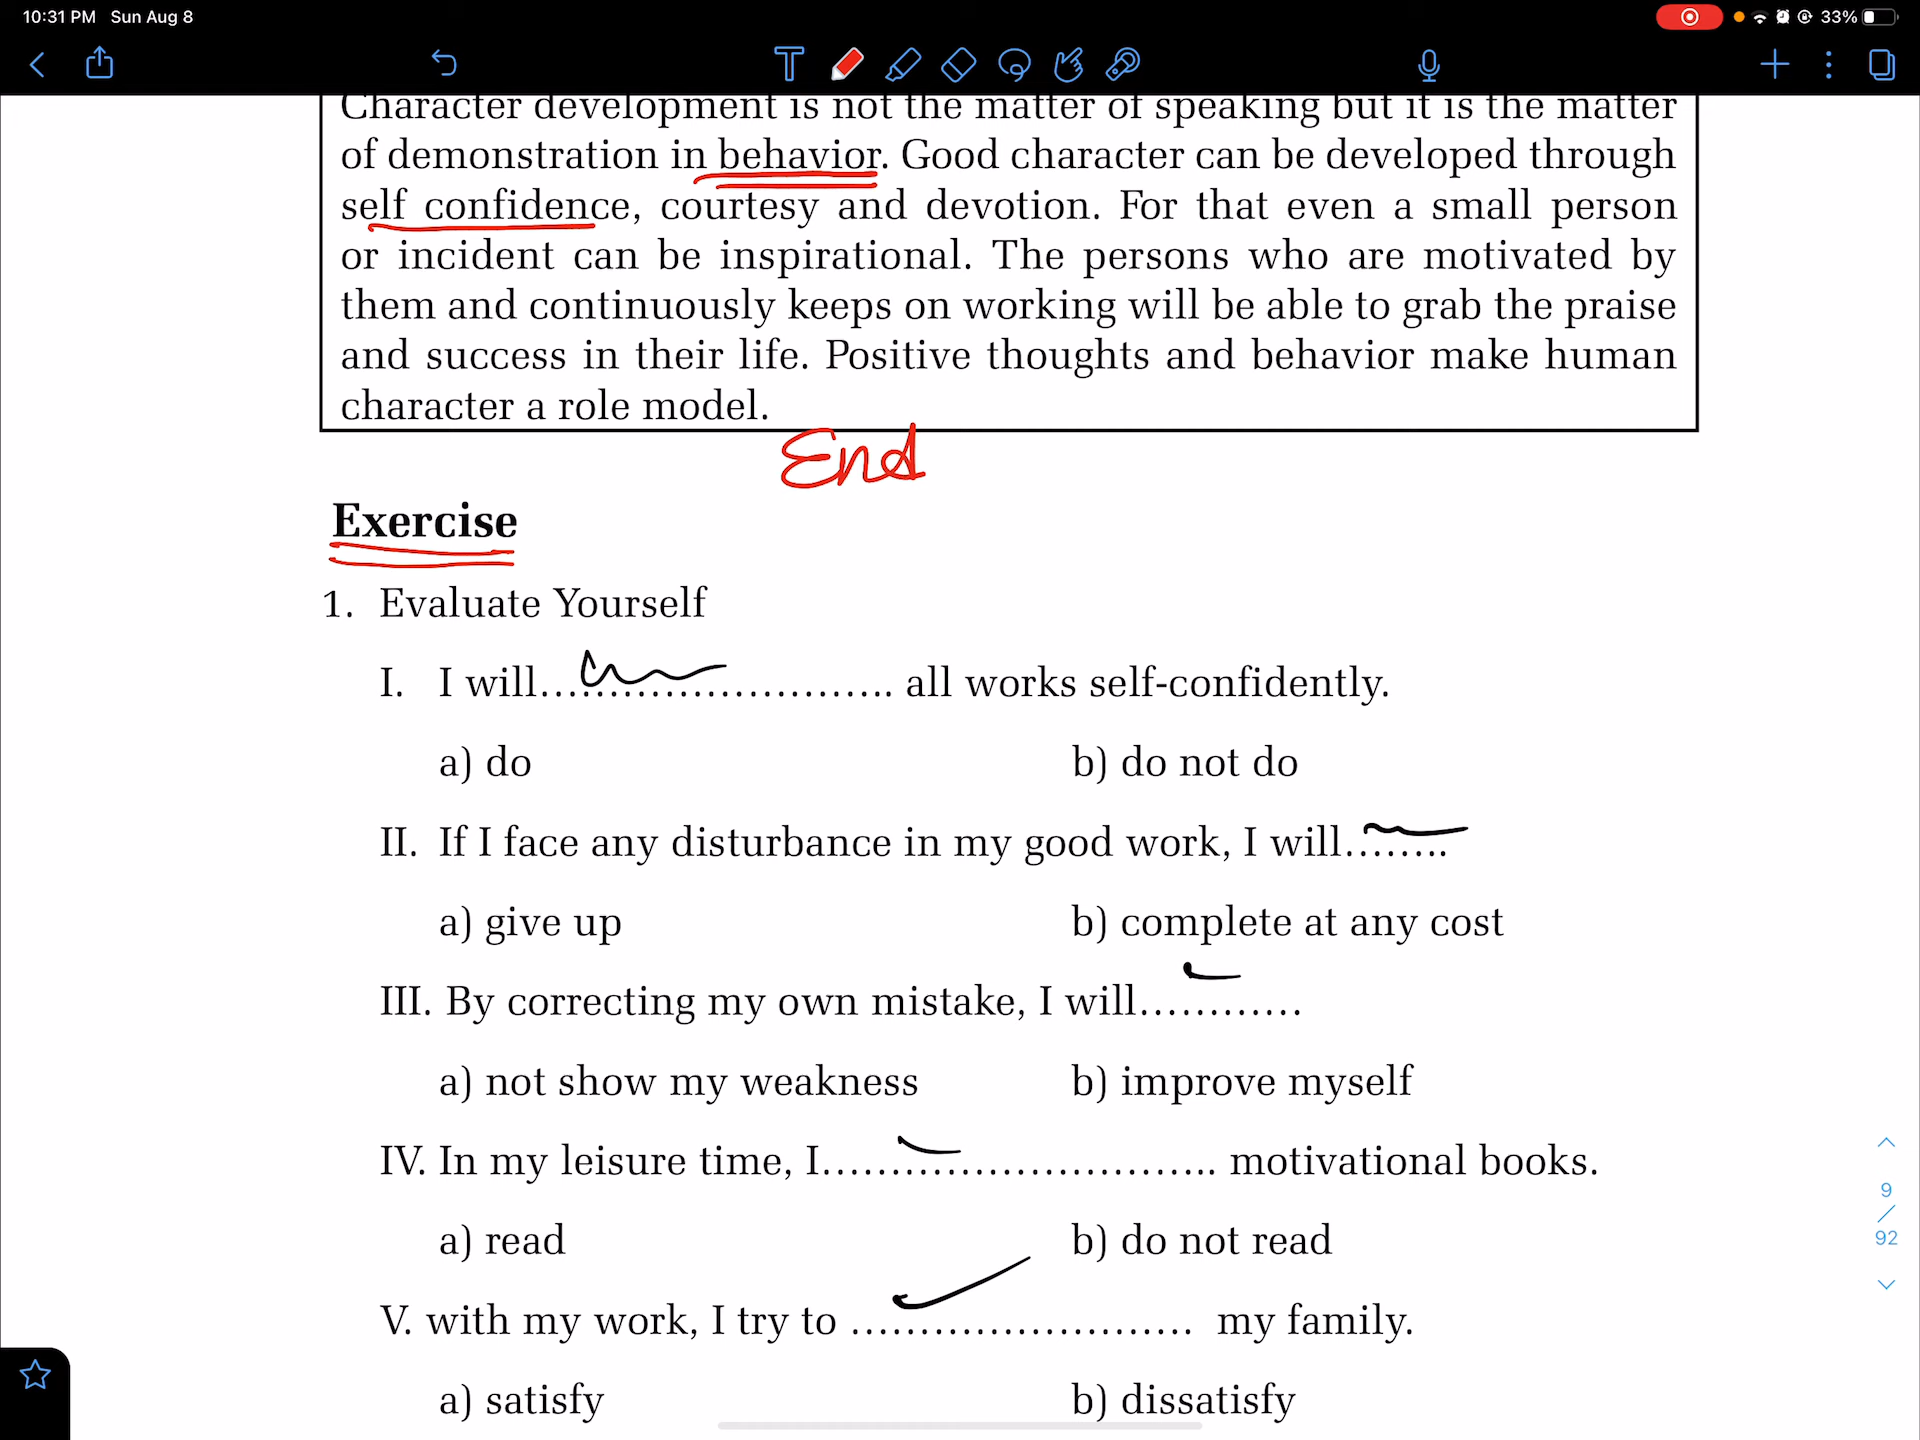 10:31 PM Sun Aug 8
33%
Character development is not the matter of speaking but it is the matter
of demonstration in behavior. Good character can be developed through
self confidence, courtesy and devotion. For that even a small person
or incident can be inspirational. The persons who are motivated by
them and continuously keeps on working will be able to grab the praise
and success in their life. Positive thoughts and behavior make human
character a role model.
End
Exercise
1. Evaluate Yourself
I. I will.......................... all works self-confidently.
a) do b) do not do
II. If I face any disturbance in my good work, I will........
a) give up b) complete at any cost
III. By correcting my own mistake, I will............
a) not show my weakness b) improve myself
IV. In my leisure time, I............................. motivational books.
a) read b) do not read
V. with my work, I try to ......................... my family.
a) satisfy b) dissatisfy
9
/
92